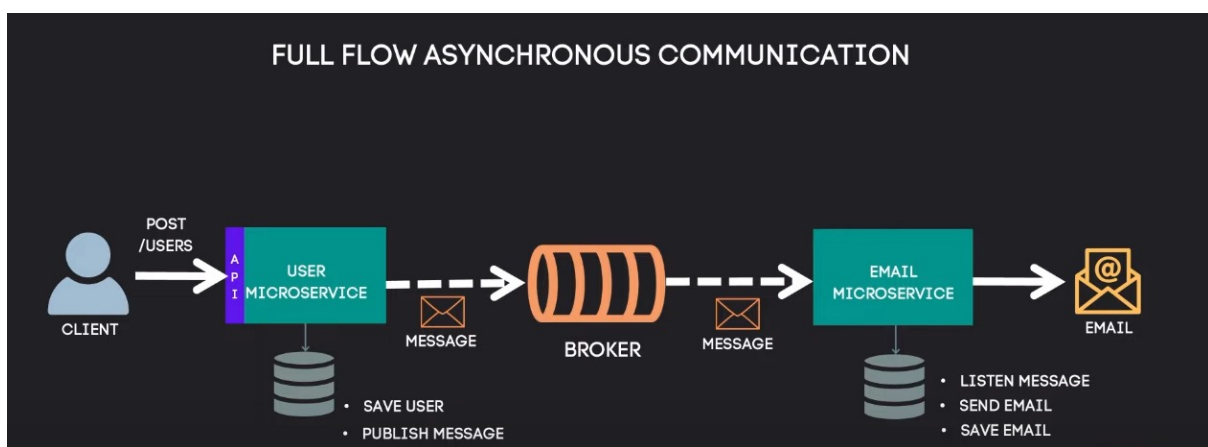 FULL FLOW ASYNCHRONOUS COMMUNICATION
POST
/USERS
CLIENT
API
USER
MICROSERVICE
MESSAGE
BROKER
MESSAGE
EMAIL
MICROSERVICE
@
EMAIL
• SAVE USER
• PUBLISH MESSAGE
• LISTEN MESSAGE
• SEND EMAIL
• SAVE EMAIL